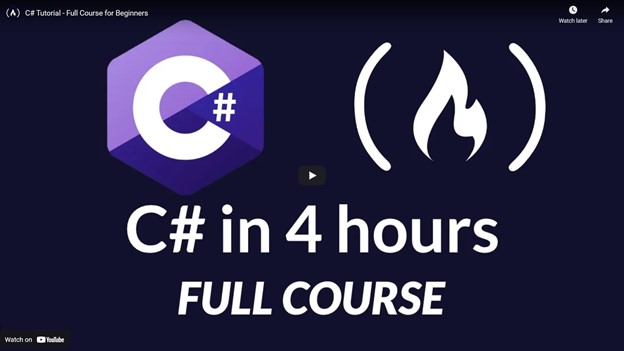 C# Tutorial - Full Course for Beginners
Watch later
Share
C#
C# in 4 hours
FULL COURSE
Watch on YouTube